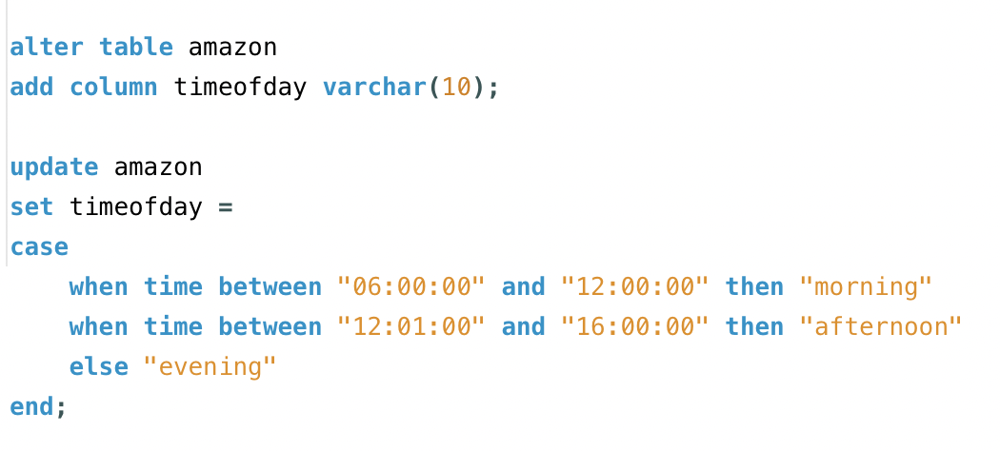 alter table amazon
add column timeofday varchar(10);
update amazon
set timeofday =
case
when time between "06:00:00" and "12:00:00" then "morning"
when time between "12:01:00" and "16:00:00" then "afternoon"
else "evening"
end;